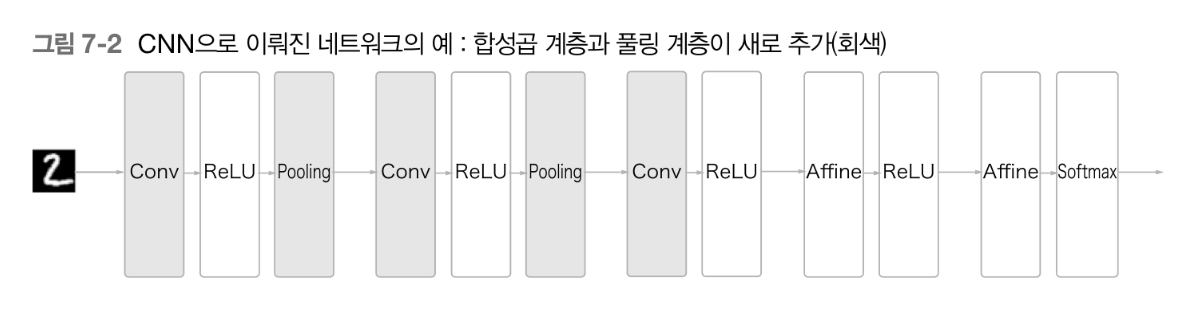 그림 7-2 CNN으로 이뤄진 네트워크의 예 : 합성곱 계층과 풀링 계층이 새로 추가(회색)
2 Conv ReLU Pooling Conv ReLU Pooling Conv ReLU Affine ReLU Affine Softmax